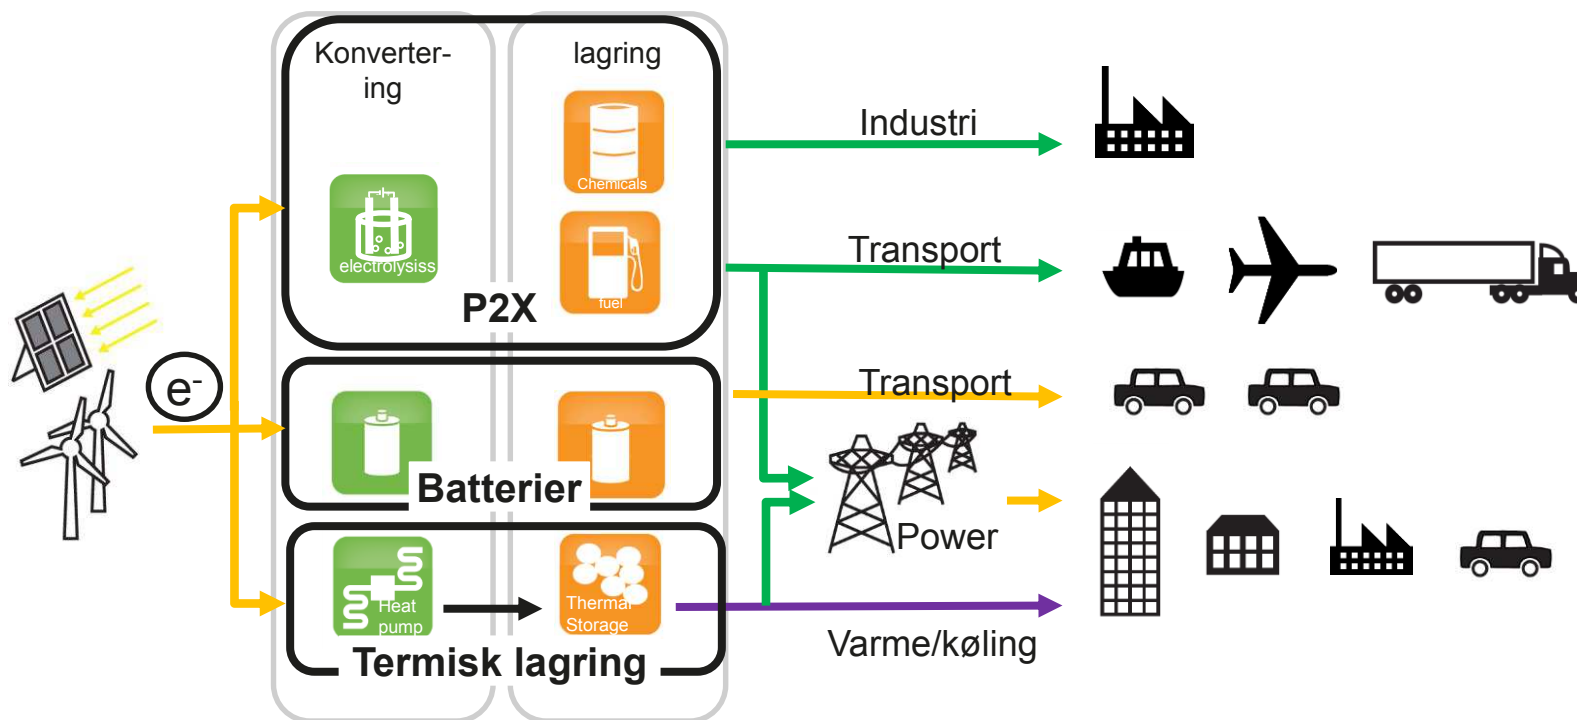 Konverter-
ing
lagring
Chemicals
electrolysiss
fuel
P2X
Industri
Transport
e-
Transport
Batterier
Power
Heat
pump
Thermal
Storage
Termisk lagring
Varme/køling